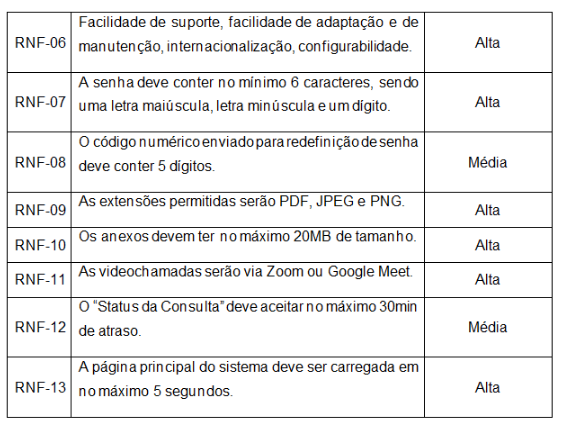 RNF-06 Facilidade de suporte, facilidade de adaptação e de
manutenção, internacionalização, configurabilidade. Alta
RNF-07 A senha deve conter no mínimo 6 caracteres, sendo
uma letra maiúscula, letra minúscula e um dígito. Alta
RNF-08 O código numérico enviado para redefinição de senha
deve conter 5 dígitos. Média
RNF-09 As extensões permitidas serão PDF, JPEG e PNG. Alta
RNF-10 Os anexos devem ter no máximo 20MB de tamanho. Alta
RNF-11 As videochamadas serão via Zoom ou Google Meet. Alta
RNF-12 O “Status da Consulta” deve aceitar no máximo 30min
de atraso. Média
RNF-13 A página principal do sistema deve ser carregada em
no máximo 5 segundos. Alta